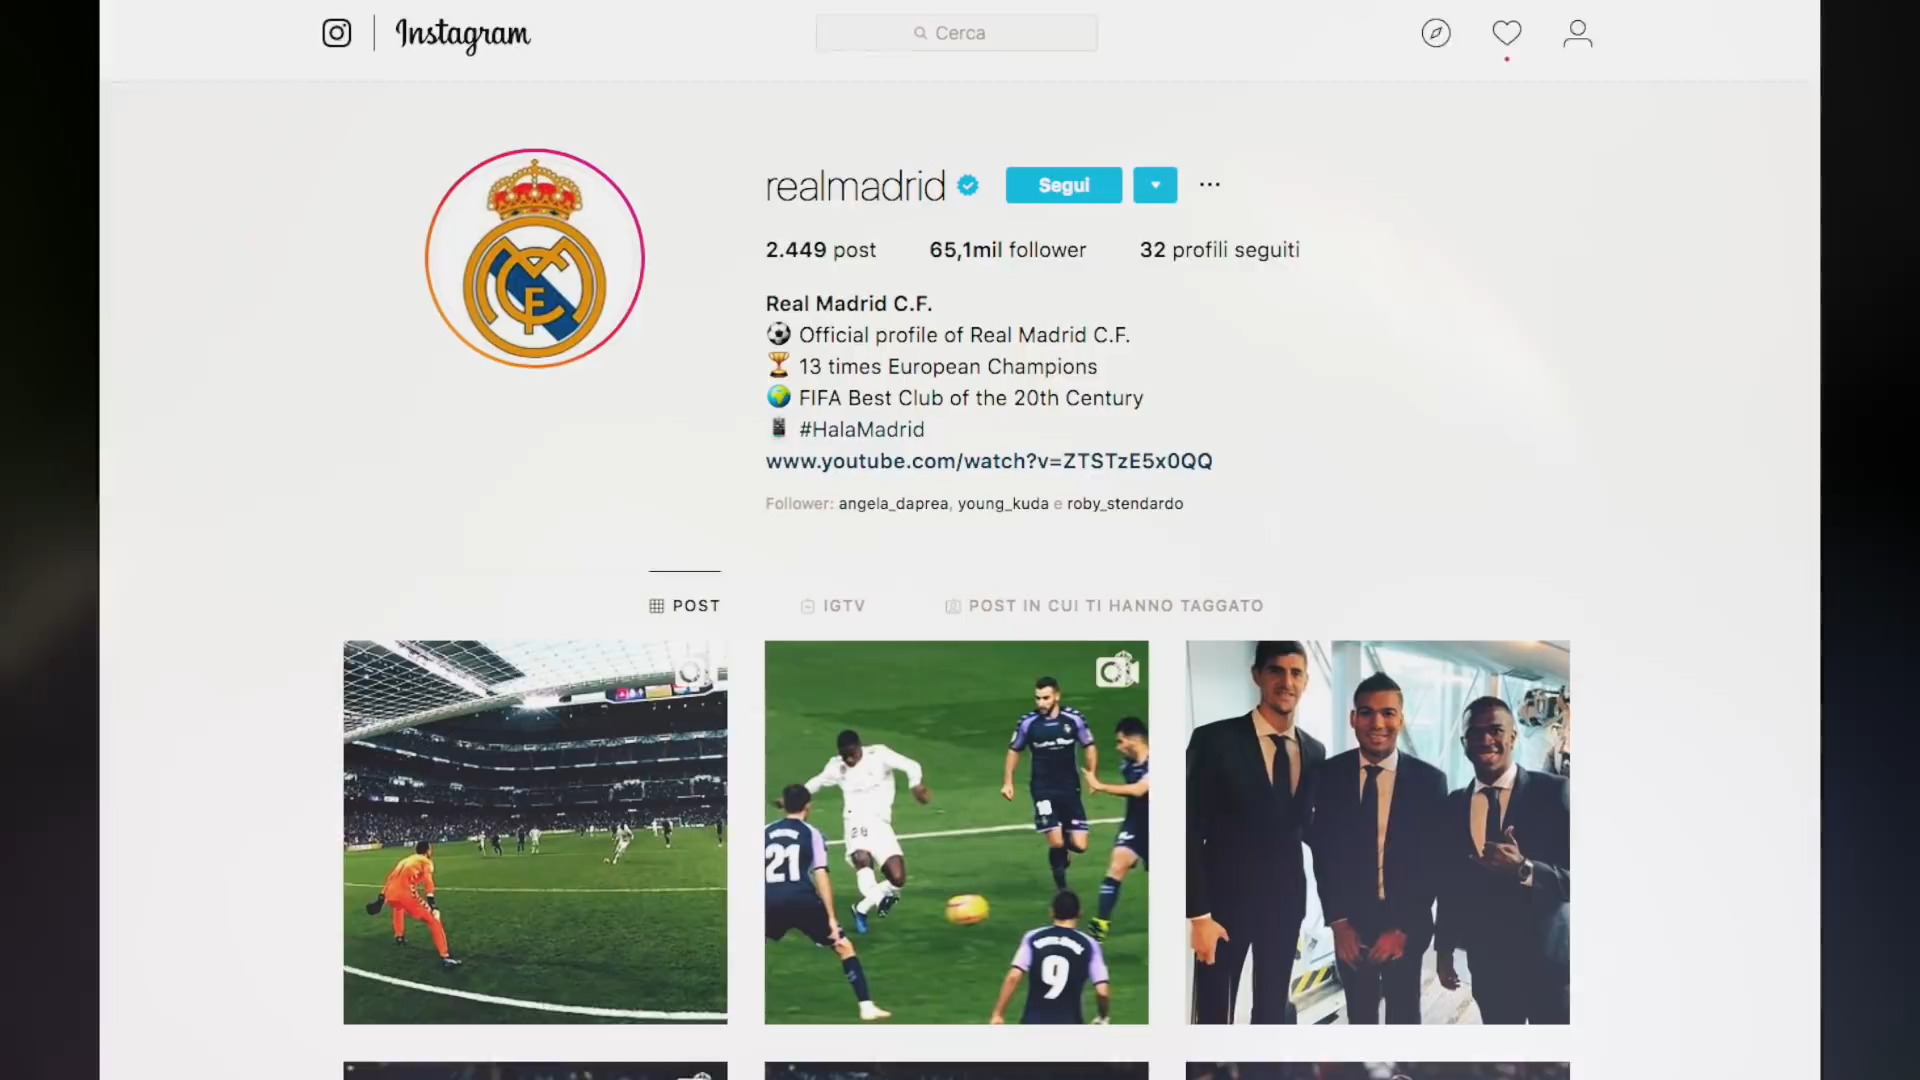 Instagram
Cerca
realmadrid
Segui
2.449 post 65,1mil follower 32 profili seguiti
Real Madrid C.F.
Official profile of Real Madrid C.F.
13 times European Champions
FIFA Best Club of the 20th Century
#HalaMadrid
www.youtube.com/watch?v=ZTSTzE5x0QQ
Follower: angela_daprea, young_kuda e roby_stendardo
POST IGTV POST IN CUI TI HANNO TAGGATO
21
28
18
9